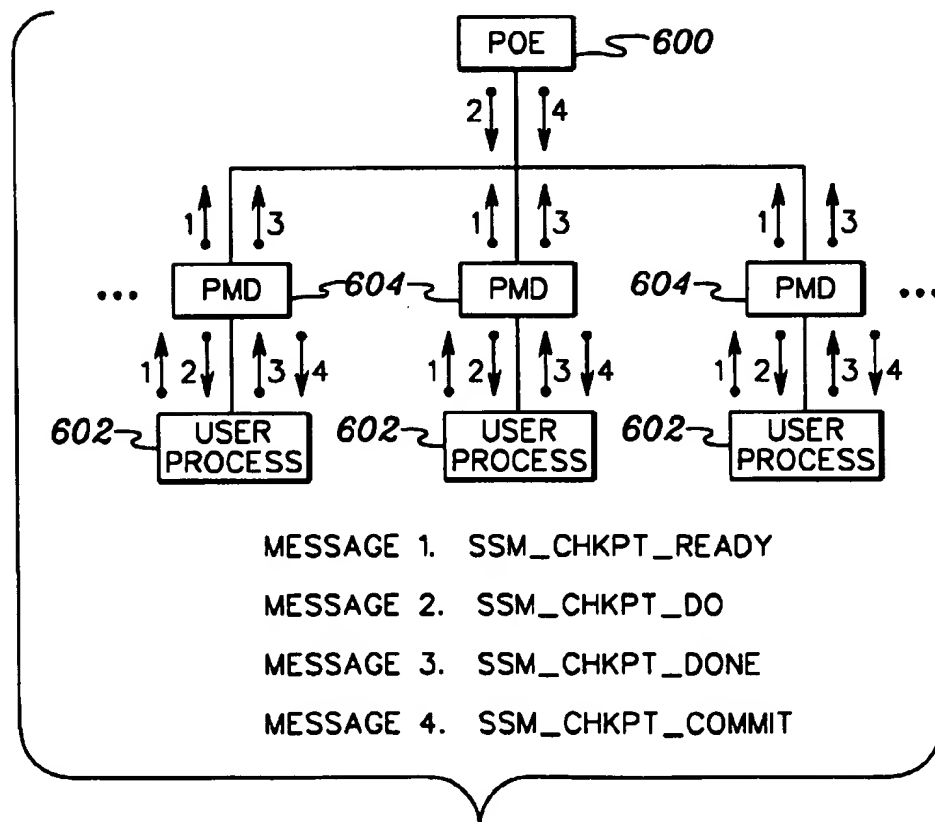 POE 600
2 4
1 3 1 3 1 3
... PMD 604 PMD 604 PMD ...
1 2 3 4 1 2 3 4 1 2 3 4
602 USER PROCESS 602 USER PROCESS 602 USER PROCESS
MESSAGE 1. SSM_CHKPT_READY
MESSAGE 2. SSM_CHKPT_DO
MESSAGE 3. SSM_CHKPT_DONE
MESSAGE 4. SSM_CHKPT_COMMIT